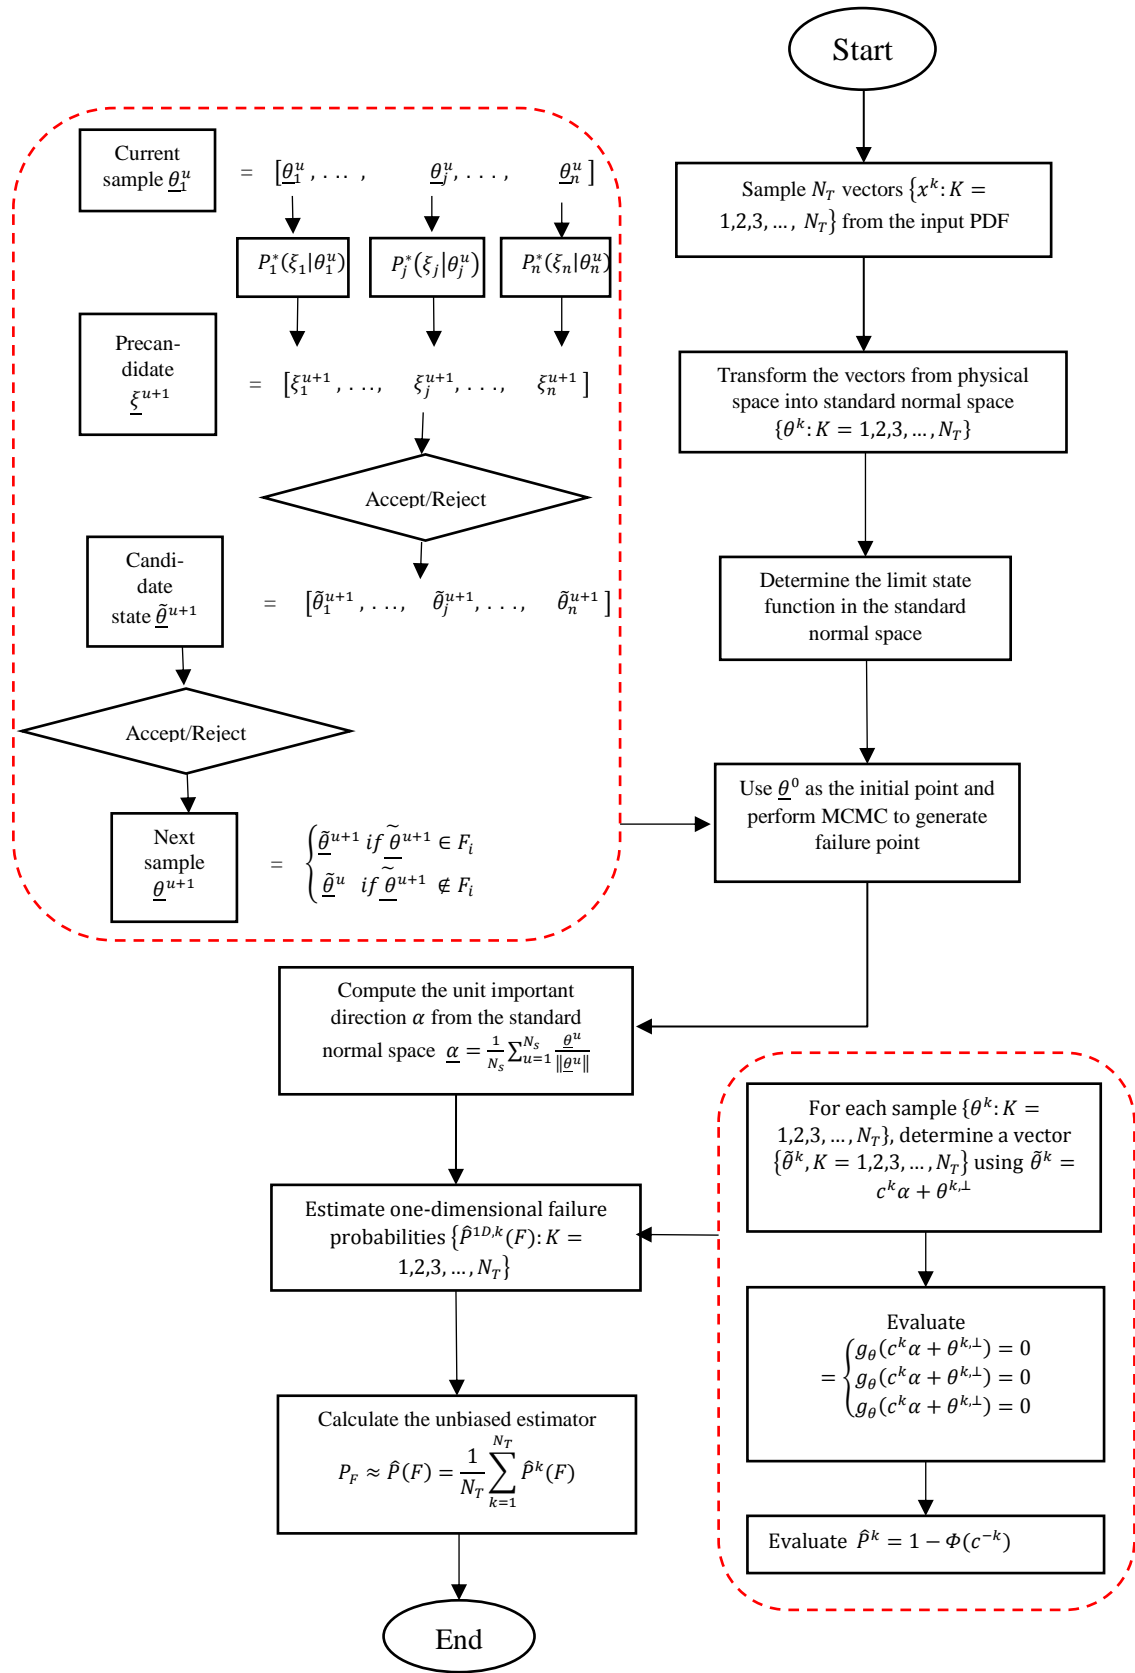 Start
Sample N_T vectors {x^k: K =
1,2,3, …, N_T} from the input PDF
Transform the vectors from physical
space into standard normal space
{θ^k: K = 1,2,3, …, N_T}
Determine the limit state
function in the standard
normal space
Use θ̲^0 as the initial point and
perform MCMC to generate
failure point
Current
sample θ̲_1^u
= [θ̲_1^u, . . . , θ̲_j^u, . . . , θ̲_n^u]
P_1^*(ξ_1|θ_1^u) P_j^*(ξ_j|θ_j^u) P_n^*(ξ_n|θ_n^u)
Precan-
didate
ξ̲^{u+1}
= [ξ_1^{u+1}, . . . , ξ_j^{u+1}, . . . , ξ_n^{u+1}]
Accept/Reject
Candi-
date
state θ̲̃^{u+1}
= [θ̃_1^{u+1}, . . . , θ̃_j^{u+1}, . . . , θ̃_n^{u+1}]
Accept/Reject
Next
sample
θ̲^{u+1}
= { θ̲̃^{u+1} if θ̲̃^{u+1} ∈ F_i
θ̲̃^u if θ̲̃^{u+1} ∉ F_i
Compute the unit important
direction α from the standard
normal space α̲ = \frac{1}{N_s} ∑_{u=1}^{N_s} \frac{θ̲^u}{‖θ̲^u‖}
Estimate one-dimensional failure
probabilities {P̂^{1D,k}(F): K =
1,2,3, …, N_T}
For each sample {θ^k: K =
1,2,3, …, N_T}, determine a vector
{θ̃^k, K = 1,2,3, …, N_T} using θ̃^k =
c^k α + θ^{k,⊥}
Evaluate
= { g_θ(c^k α + θ^{k,⊥}) = 0
g_θ(c^k α + θ^{k,⊥}) = 0
g_θ(c^k α + θ^{k,⊥}) = 0
Evaluate P̂^k = 1 − Φ(c^{−k})
Calculate the unbiased estimator
P_F ≈ P̂(F) = \frac{1}{N_T} ∑_{k=1}^{N_T} P̂^k(F)
End